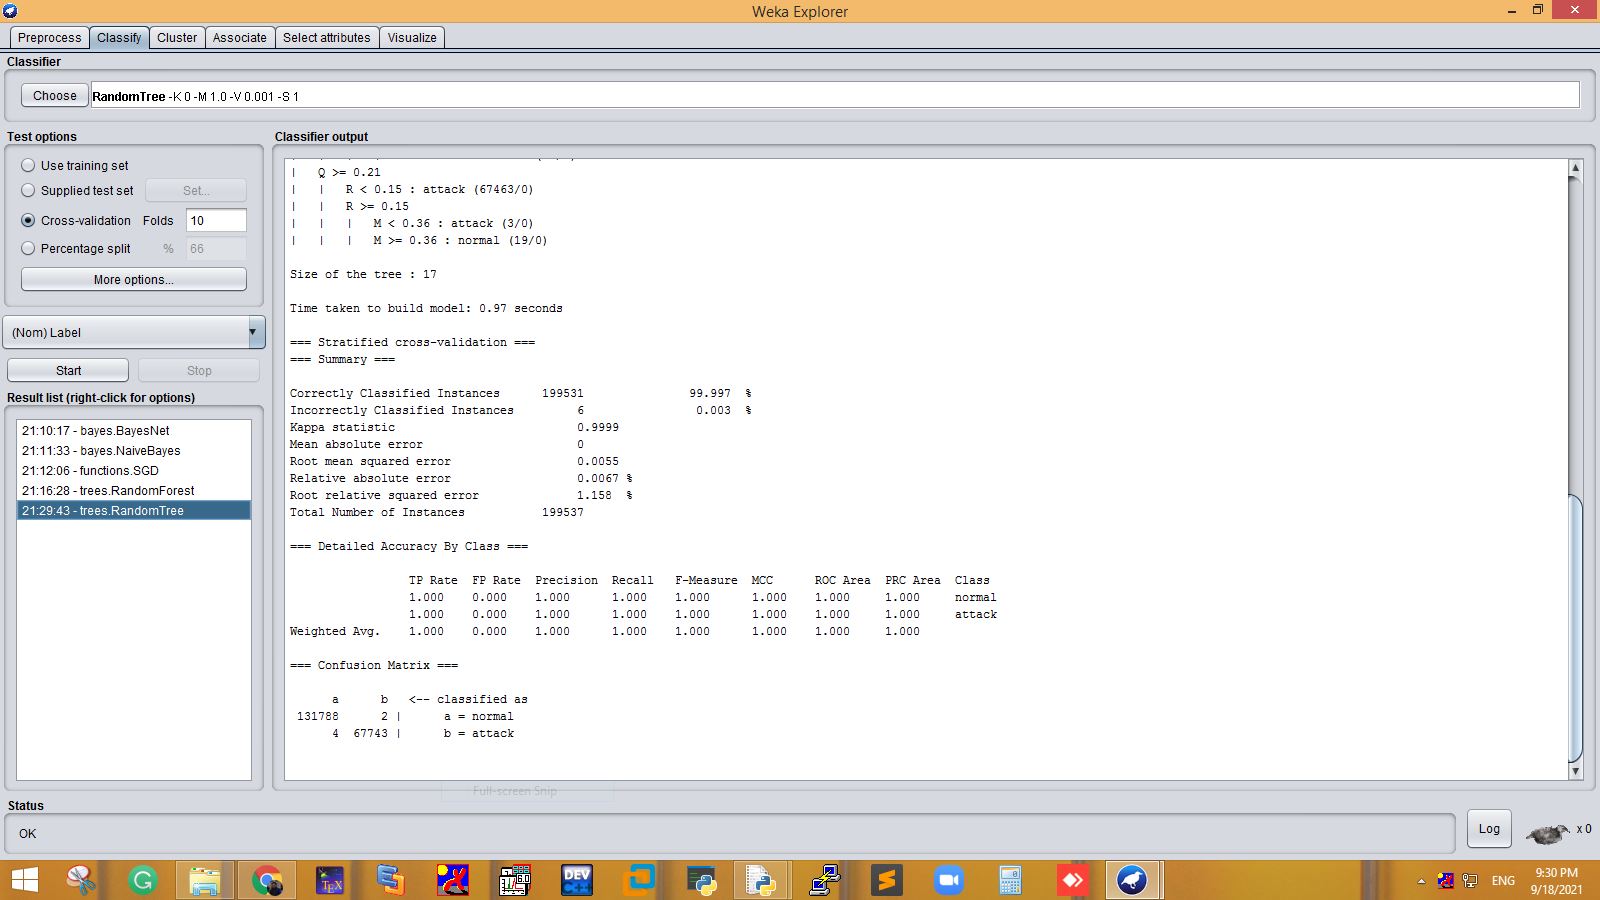 Weka Explorer
Preprocess Classify Cluster Associate Select attributes Visualize
Classifier
Choose RandomTree -K 0 -M 1.0 -V 0.001 -S 1
Test options
Use training set
Supplied test set Set...
Cross-validation Folds 10
Percentage split % 66
More options...
(Nom) Label
Start Stop
Result list (right-click for options)
21:10:17 - bayes.BayesNet
21:11:33 - bayes.NaiveBayes
21:12:06 - functions.SGD
21:16:28 - trees.RandomForest
21:29:43 - trees.RandomTree
Classifier output
| Q >= 0.21
| | R < 0.15 : attack (67463/0)
| | R >= 0.15
| | | M < 0.36 : attack (3/0)
| | | M >= 0.36 : normal (19/0)
Size of the tree : 17
Time taken to build model: 0.97 seconds
=== Stratified cross-validation ===
=== Summary ===
Correctly Classified Instances 199531 99.997 %
Incorrectly Classified Instances 6 0.003 %
Kappa statistic 0.9999
Mean absolute error 0
Root mean squared error 0.0055
Relative absolute error 0.0067 %
Root relative squared error 1.158 %
Total Number of Instances 199537
=== Detailed Accuracy By Class ===
TP Rate FP Rate Precision Recall F-Measure MCC ROC Area PRC Area Class
1.000 0.000 1.000 1.000 1.000 1.000 1.000 1.000 normal
1.000 0.000 1.000 1.000 1.000 1.000 1.000 1.000 attack
Weighted Avg. 1.000 0.000 1.000 1.000 1.000 1.000 1.000 1.000
=== Confusion Matrix ===
a b <-- classified as
131788 2 | a = normal
4 67743 | b = attack
Full-screen Snip
Status
OK
Log x 0
TEX
DEV C++
ENG
9:30 PM
9/18/2021